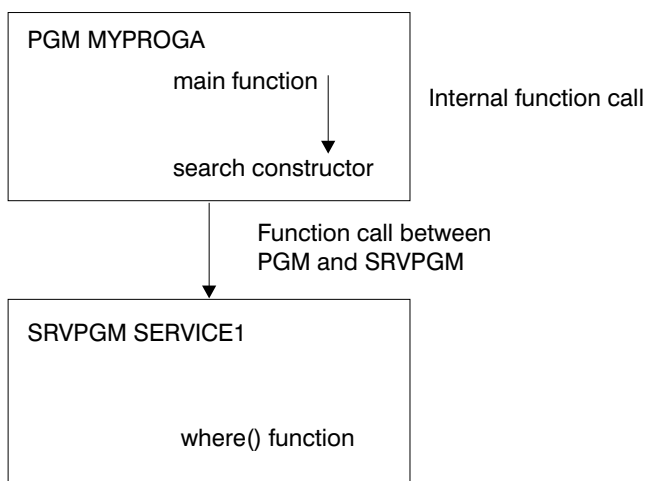 PGM MYPROGA
main function
Internal function call
search constructor
Function call between
PGM and SRVPGM
SRVPGM SERVICE1
where() function